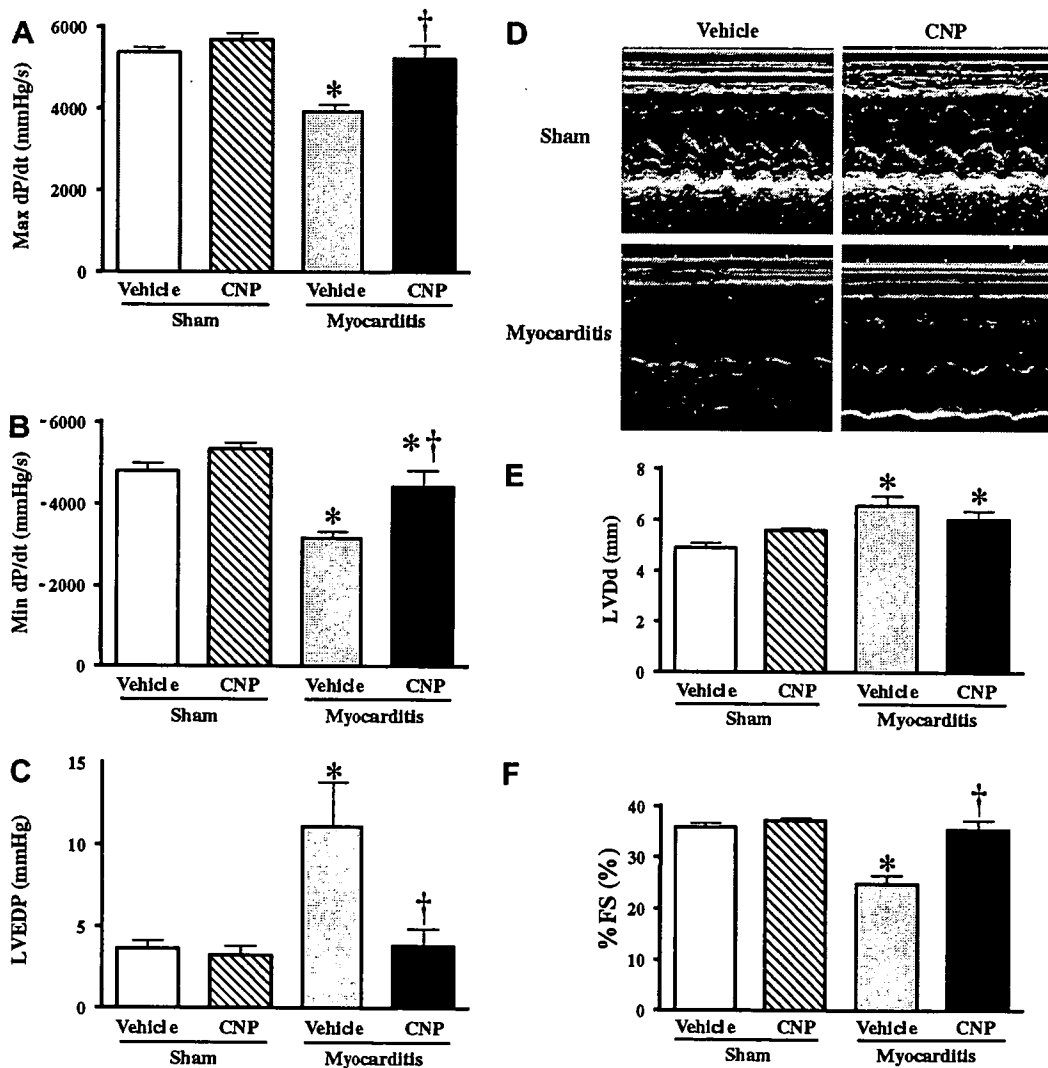 A
Max dP/dt (mmHg/s)
6000
4000
2000
0
*
†
Vehicle CNP Vehicle CNP
Sham Myocarditis
B
Min dP/dt (mmHg/s)
-6000
-4000
-2000
0
*
*†
Vehicle CNP Vehicle CNP
Sham Myocarditis
C
LVEDP (mmHg)
15
10
5
0
*
†
Vehicle CNP Vehicle CNP
Sham Myocarditis
D
Vehicle CNP
Sham
Myocarditis
E
LVDd (mm)
8
6
4
2
0
*
*
Vehicle CNP Vehicle CNP
Sham Myocarditis
F
%FS (%)
40
30
20
10
0
*
†
Vehicle CNP Vehicle CNP
Sham Myocarditis